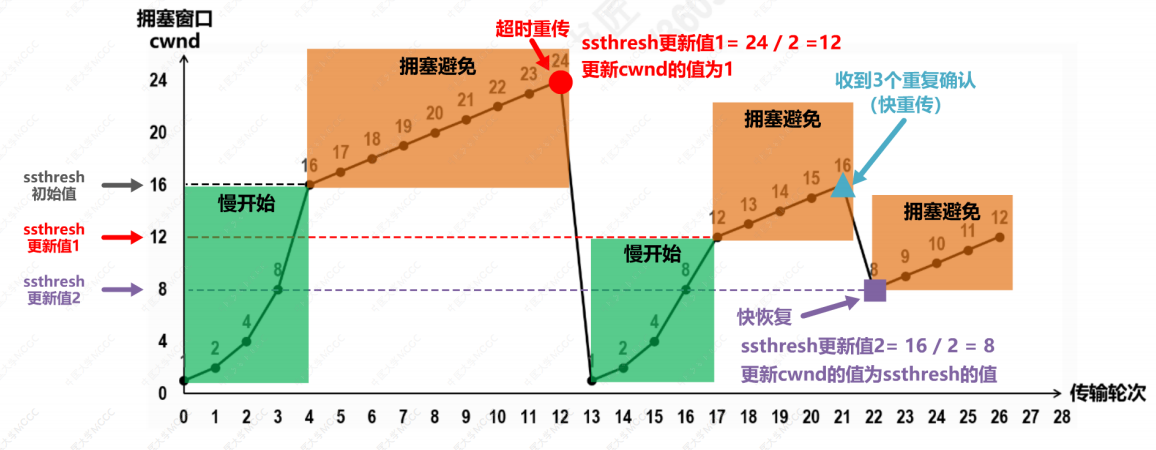 拥塞窗口
cwnd
超时重传
ssthresh更新值1= 24 / 2 =12
更新cwnd的值为1
收到3个重复确认
（快重传）
拥塞避免
拥塞避免
拥塞避免
慢开始
慢开始
ssthresh
初始值
ssthresh
更新值1
ssthresh
更新值2
24
20
16
12
8
4
0
1
2
4
8
16
17
18
19
20
21
22
23
24
1
2
4
8
12
13
14
15
16
8
9
10
11
12
快恢复
ssthresh更新值2= 16 / 2 = 8
更新cwnd的值为ssthresh的值
0 1 2 3 4 5 6 7 8 9 10 11 12 13 14 15 16 17 18 19 20 21 22 23 24 25 26 27 28
传输轮次